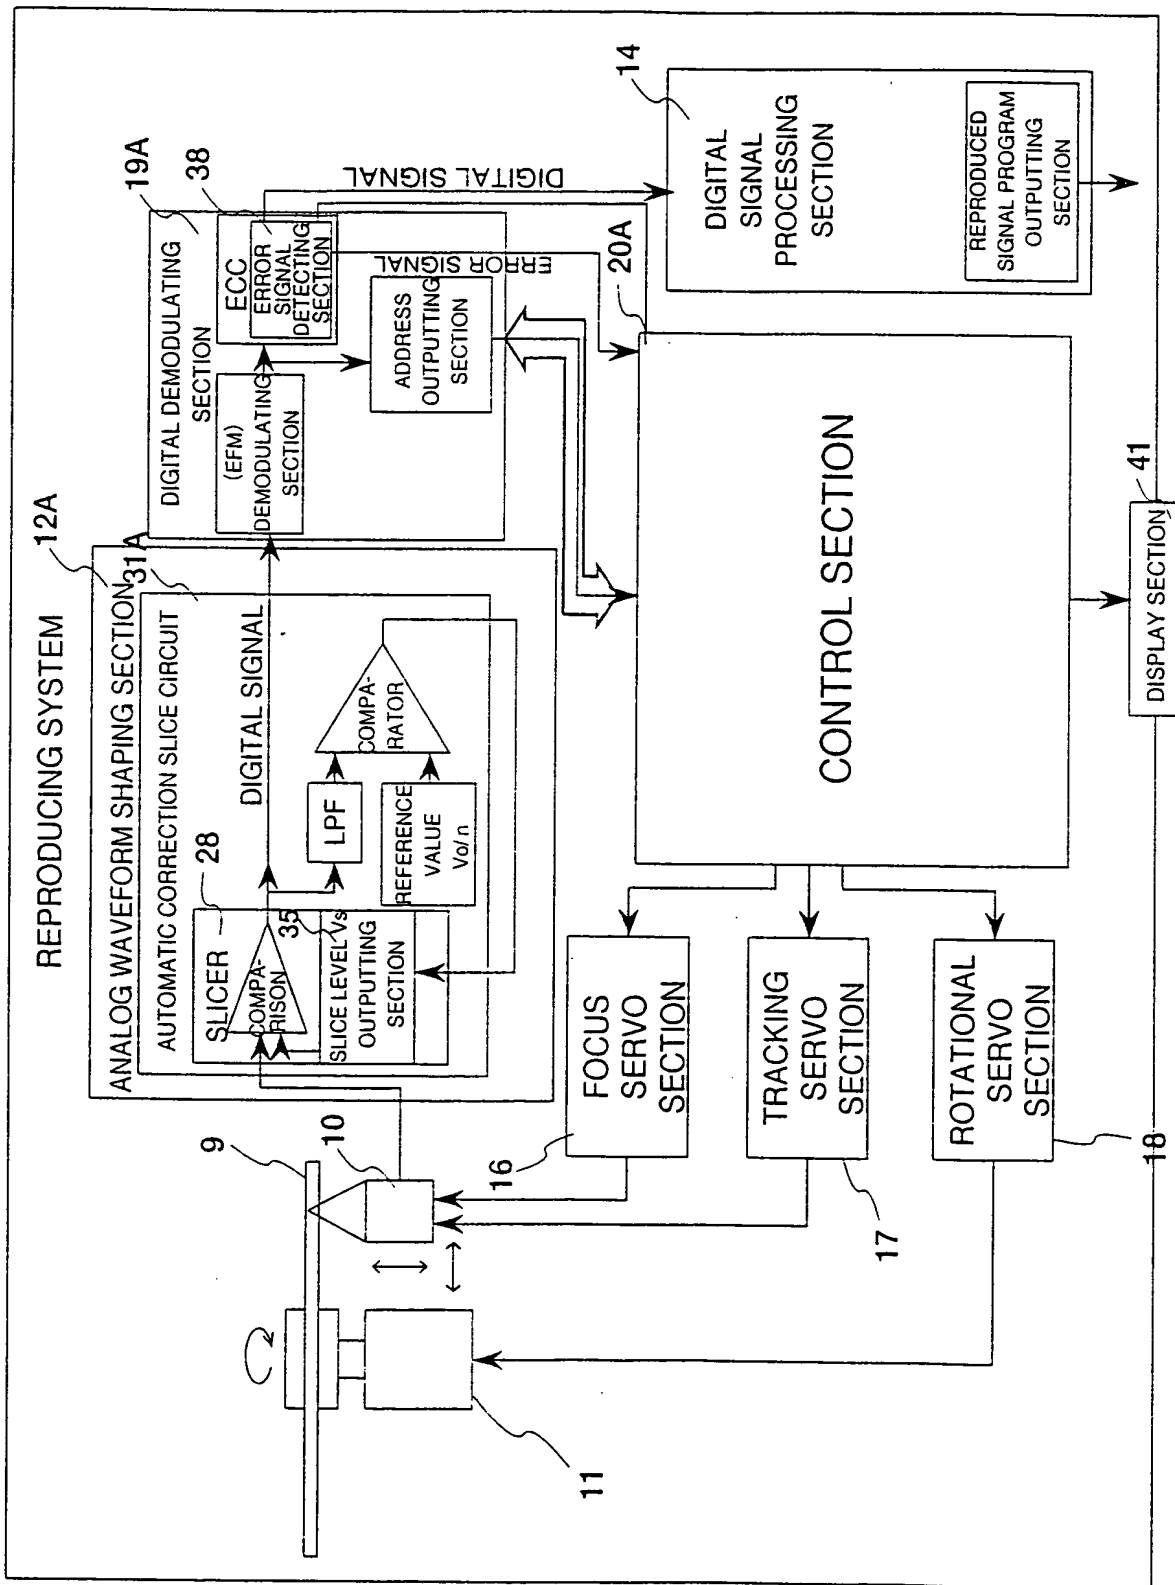 REPRODUCING SYSTEM
12A
ANALOG WAVEFORM SHAPING SECTION
31A
AUTOMATIC CORRECTION SLICE CIRCUIT
28
SLICER
COMPA-
RISON
35
SLICE LEVEL Vs
OUTPUTTING
SECTION
DIGITAL SIGNAL
LPF
COMPA-
RATOR
REFERENCE
VALUE
Vo/n
19A
DIGITAL DEMODULATING
SECTION
(EFM)
DEMODULATING
SECTION
38
ECC
ERROR
SIGNAL
DETECTING
SECTION
ADDRESS
OUTPUTTING
SECTION
ERROR SIGNAL
DIGITAL SIGNAL
14
DIGITAL
SIGNAL
PROCESSING
SECTION
REPRODUCED
SIGNAL PROGRAM
OUTPUTTING
SECTION
20A
CONTROL SECTION
9
10
11
16
FOCUS
SERVO
SECTION
TRACKING
SERVO
SECTION
17
ROTATIONAL
SERVO
SECTION
18
DISPLAY SECTION
41